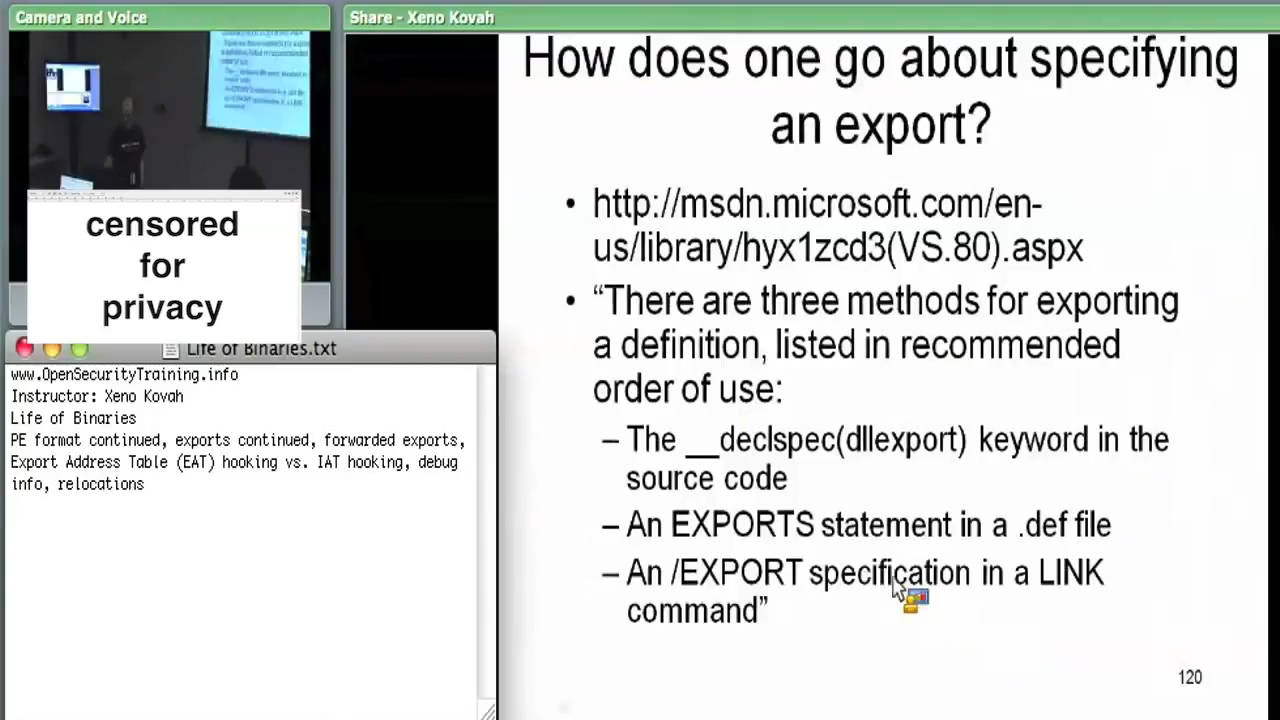 Camera and Voice
Share - Xeno Kovah
censored
for
privacy
Life of Binaries.txt
www.OpenSecurityTraining.info
Instructor: Xeno Kovah
Life of Binaries
PE format continued, exports continued, forwarded exports,
Export Address Table (EAT) hooking vs. IAT hooking, debug
info, relocations
How does one go about specifying
an export?
• http://msdn.microsoft.com/en-
us/library/hyx1zcd3(VS.80).aspx
• “There are three methods for exporting
a definition, listed in recommended
order of use:
– The __declspec(dllexport) keyword in the
source code
– An EXPORTS statement in a .def file
– An /EXPORT specification in a LINK
command”
120